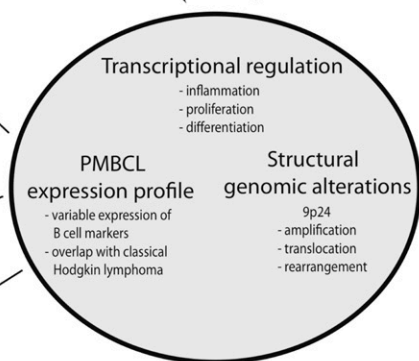 Transcriptional regulation
- inflammation
- proliferation
- differentiation
PMBCL
expression profile
- variable expression of
B cell markers
- overlap with classical
Hodgkin lymphoma
Structural
genomic alterations
9p24
- amplification
- translocation
- rearrangement